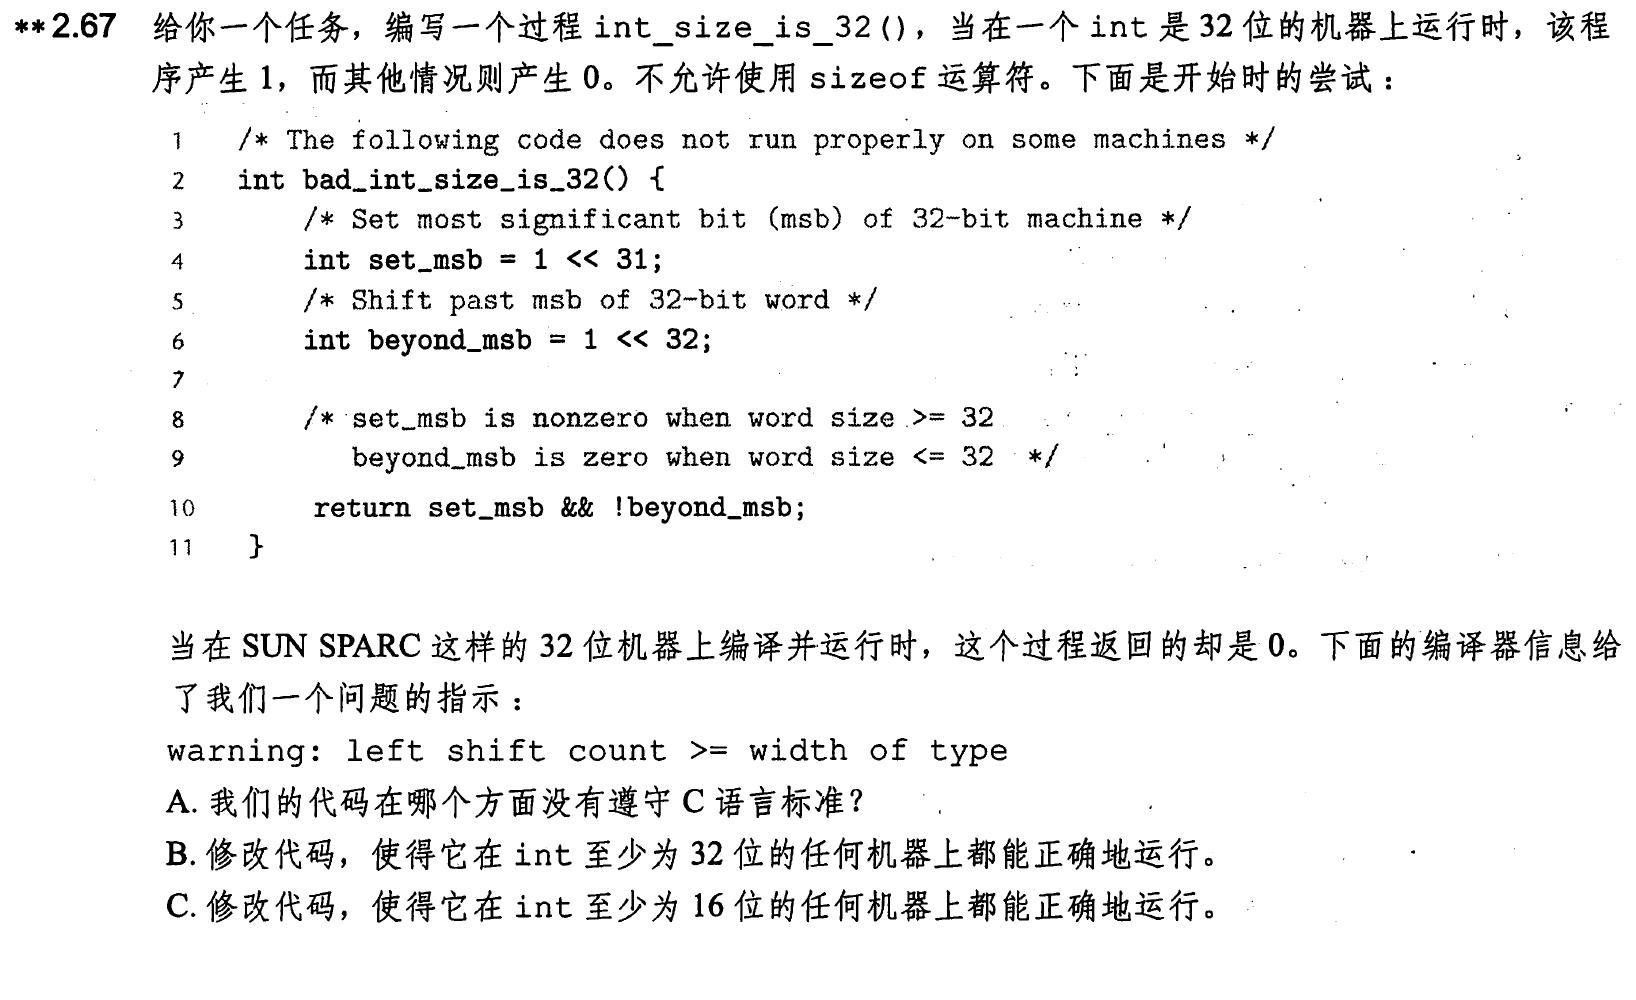 **2.67 给你一个任务，编写一个过程 int_size_is_32()，当在一个 int 是 32 位的机器上运行时，该程
序产生 1，而其他情况则产生 0。不允许使用 sizeof 运算符。下面是开始时的尝试：
1 /* The following code does not run properly on some machines */
2 int bad_int_size_is_32() {
3 /* Set most significant bit (msb) of 32-bit machine */
4 int set_msb = 1 << 31;
5 /* Shift past msb of 32-bit word */
6 int beyond_msb = 1 << 32;
7
8 /* set_msb is nonzero when word size >= 32
9 beyond_msb is zero when word size <= 32 */
10 return set_msb && !beyond_msb;
11 }
当在 SUN SPARC 这样的 32 位机器上编译并运行时，这个过程返回的却是 0。下面的编译器信息给
了我们一个问题的指示：
warning: left shift count >= width of type
A. 我们的代码在哪个方面没有遵守 C 语言标准？
B. 修改代码，使得它在 int 至少为 32 位的任何机器上都能正确地运行。
C. 修改代码，使得它在 int 至少为 16 位的任何机器上都能正确地运行。